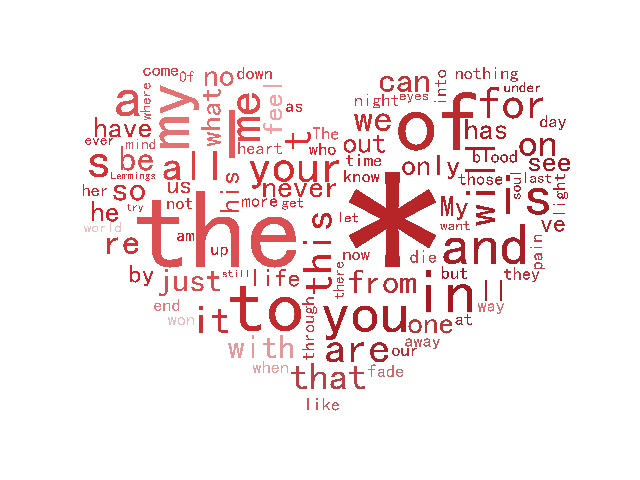 come Of no down
nothing
where
into
under
can
a my what me feel as
night eyes
of for
day
have
t The we
has
ever mind
heart who out
on
s be all I your
time
only
blood
see
Lemmings
never
know
those
soul last
her so us his
more get
*
My will is
light
try not
he the
let
want
ve
world
am up
this
now
die and
pain
re
there
but they
by just still life
from in ll
end
way
won it to through you one at
with
are our away
when that fade
like